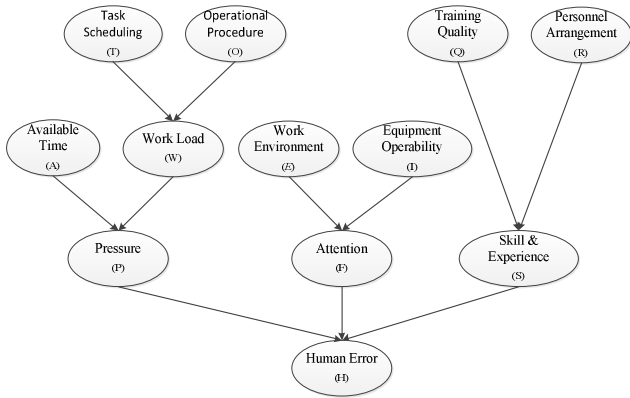 Task
Scheduling
(T)
Operational
Procedure
(O)
Training
Quality
(Q)
Personnel
Arrangement
(R)
Available
Time
(A)
Work Load
(W)
Work
Environment
(E)
Equipment
Operability
(I)
Pressure
(P)
Attention
(F)
Skill &
Experience
(S)
Human Error
(H)